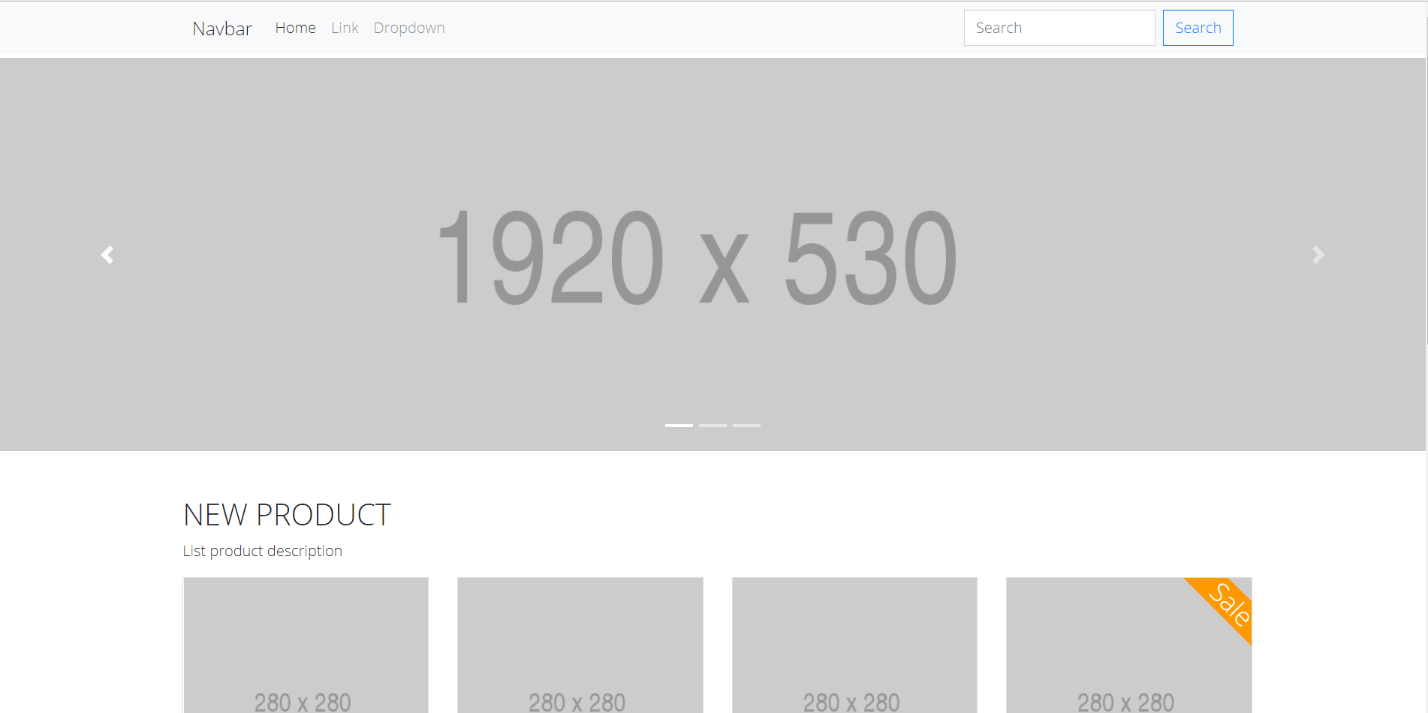 Navbar Home Link Dropdown Search Search
1920 x 530
NEW PRODUCT
List product description
Sale
280 x 280 280 x 280 280 x 280 280 x 280